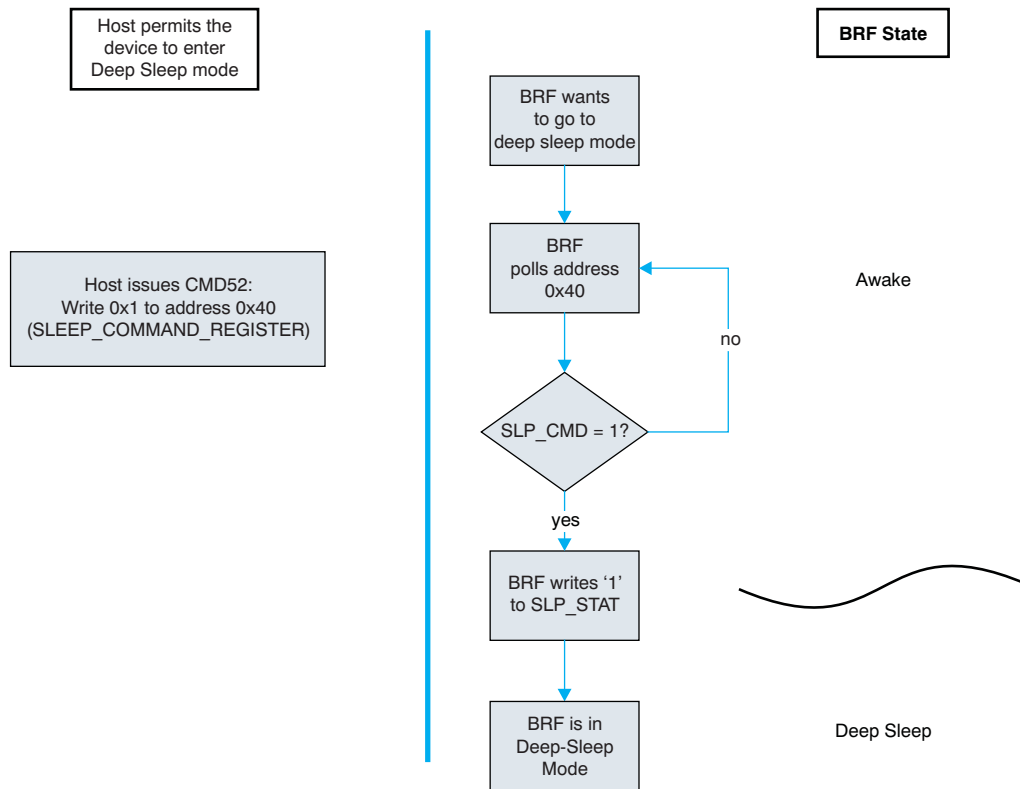 Host permits the
device to enter
Deep Sleep mode
BRF State
BRF wants
to go to
deep sleep mode
BRF
polls address
0x40
Awake
Host issues CMD52:
Write 0x1 to address 0x40
(SLEEP_COMMAND_REGISTER)
no
SLP_CMD = 1?
yes
BRF writes ‘1’
to SLP_STAT
BRF is in
Deep-Sleep
Mode
Deep Sleep